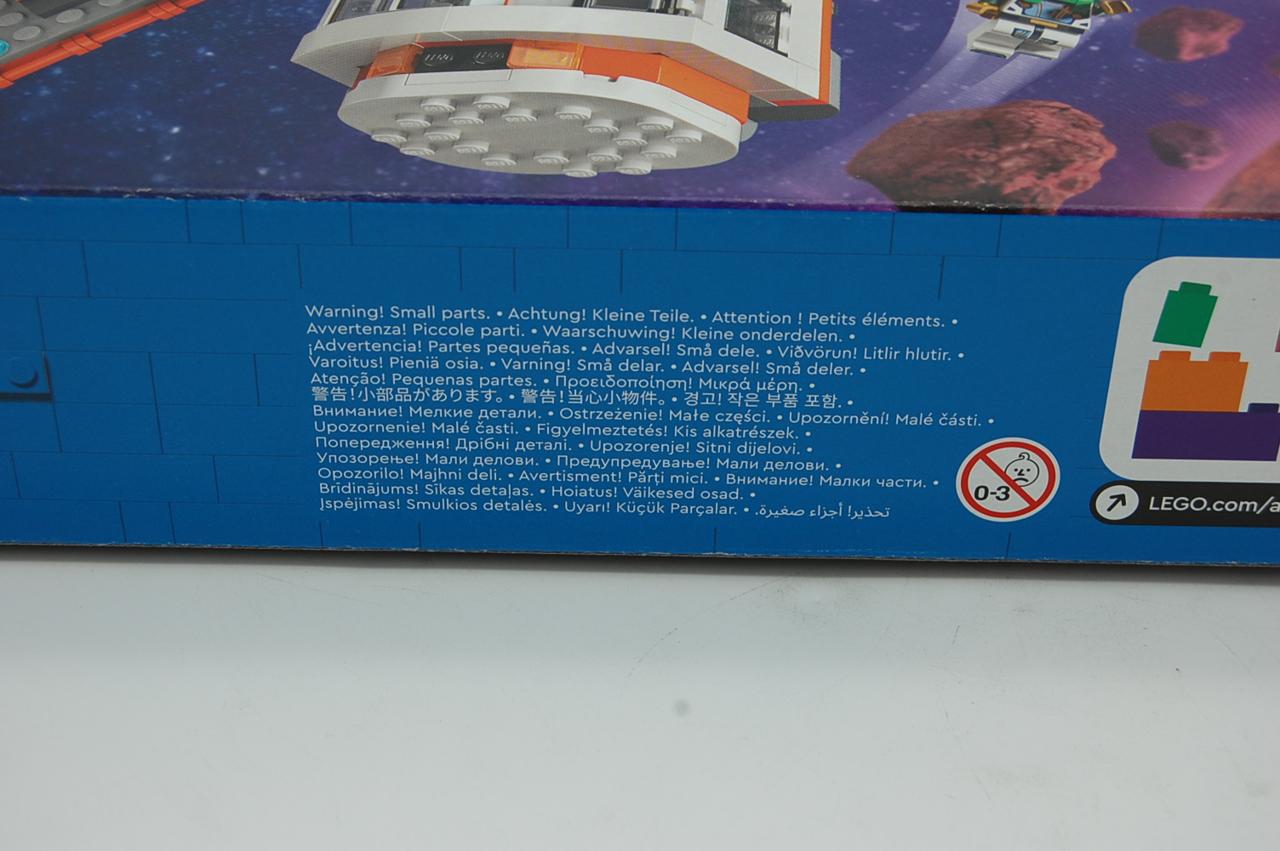 Warning! Small parts. • Achtung! Kleine Teile. • Attention ! Petits éléments. •
Avvertenza! Piccole parti. • Waarschuwing! Kleine onderdelen. •
¡Advertencia! Partes pequeñas. • Advarsel! Små dele. • Viðvörun! Litlir hlutir. •
Varoitus! Pieniä osia. • Varning! Små delar. • Advarsel! Små deler. •
Atenção! Pequenas partes. • Προειδοποίηση! Μικρά μέρη. •
警告!小部品があります。• 警告!当心小物件。• 경고! 작은 부품 포함. •
Внимание! Мелкие детали. • Ostrzeżenie! Małe części. • Upozornění! Malé části. •
Upozornenie! Malé časti. • Figyelmeztetés! Kis alkatrészek. •
Попередження! Дрібні деталі. • Upozorenje! Sitni dijelovi. •
Упозорење! Мали делови. • Предупредување! Мали делови. •
Opozorilo! Majhni deli. • Avertisment! Părți mici. • Внимание! Малки части. •
Brīdinājums! Sīkas detaļas. • Hoiatus! Väikesed osad. •
Įspėjimas! Smulkios detalės. • Uyarı! Küçük Parçalar. • تحذير! أجزاء صغيرة.
0-3
LEGO.com/a